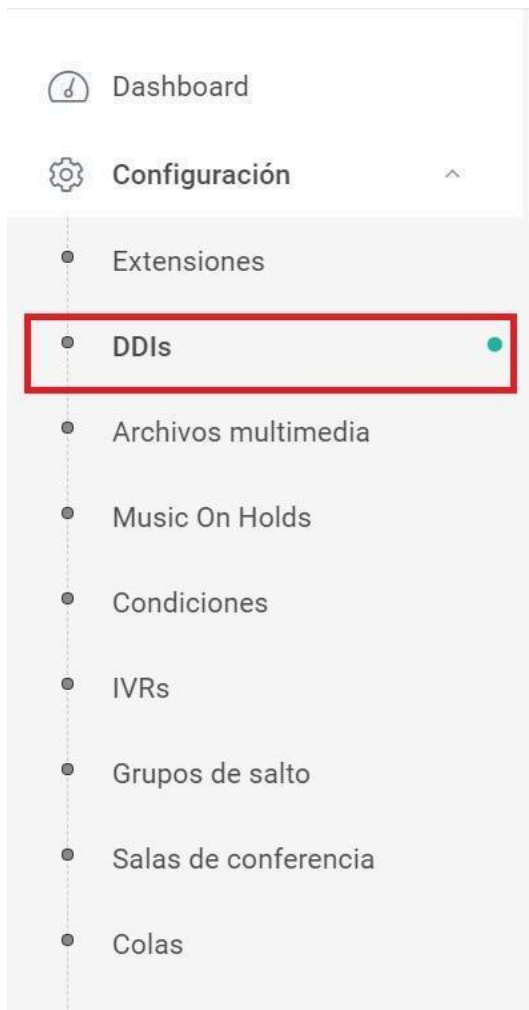 Dashboard
Configuración
Extensiones
DDIs
Archivos multimedia
Music On Holds
Condiciones
IVRs
Grupos de salto
Salas de conferencia
Colas